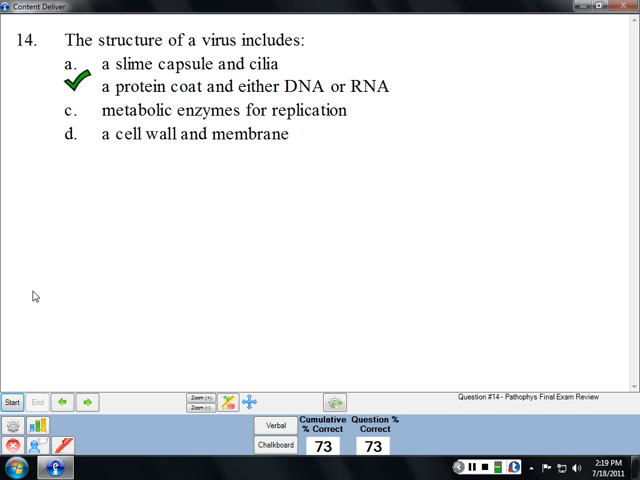 Content Deliver
14. The structure of a virus includes:
a. a slime capsule and cilia
a protein coat and either DNA or RNA
c. metabolic enzymes for replication
d. a cell wall and membrane
Start End Zoom (+) Zoom (-) Question #14 - Pathophys Final Exam Review
Verbal Cumulative % Correct Question % Correct
Chalkboard 73 73
2:19 PM
7/18/2011